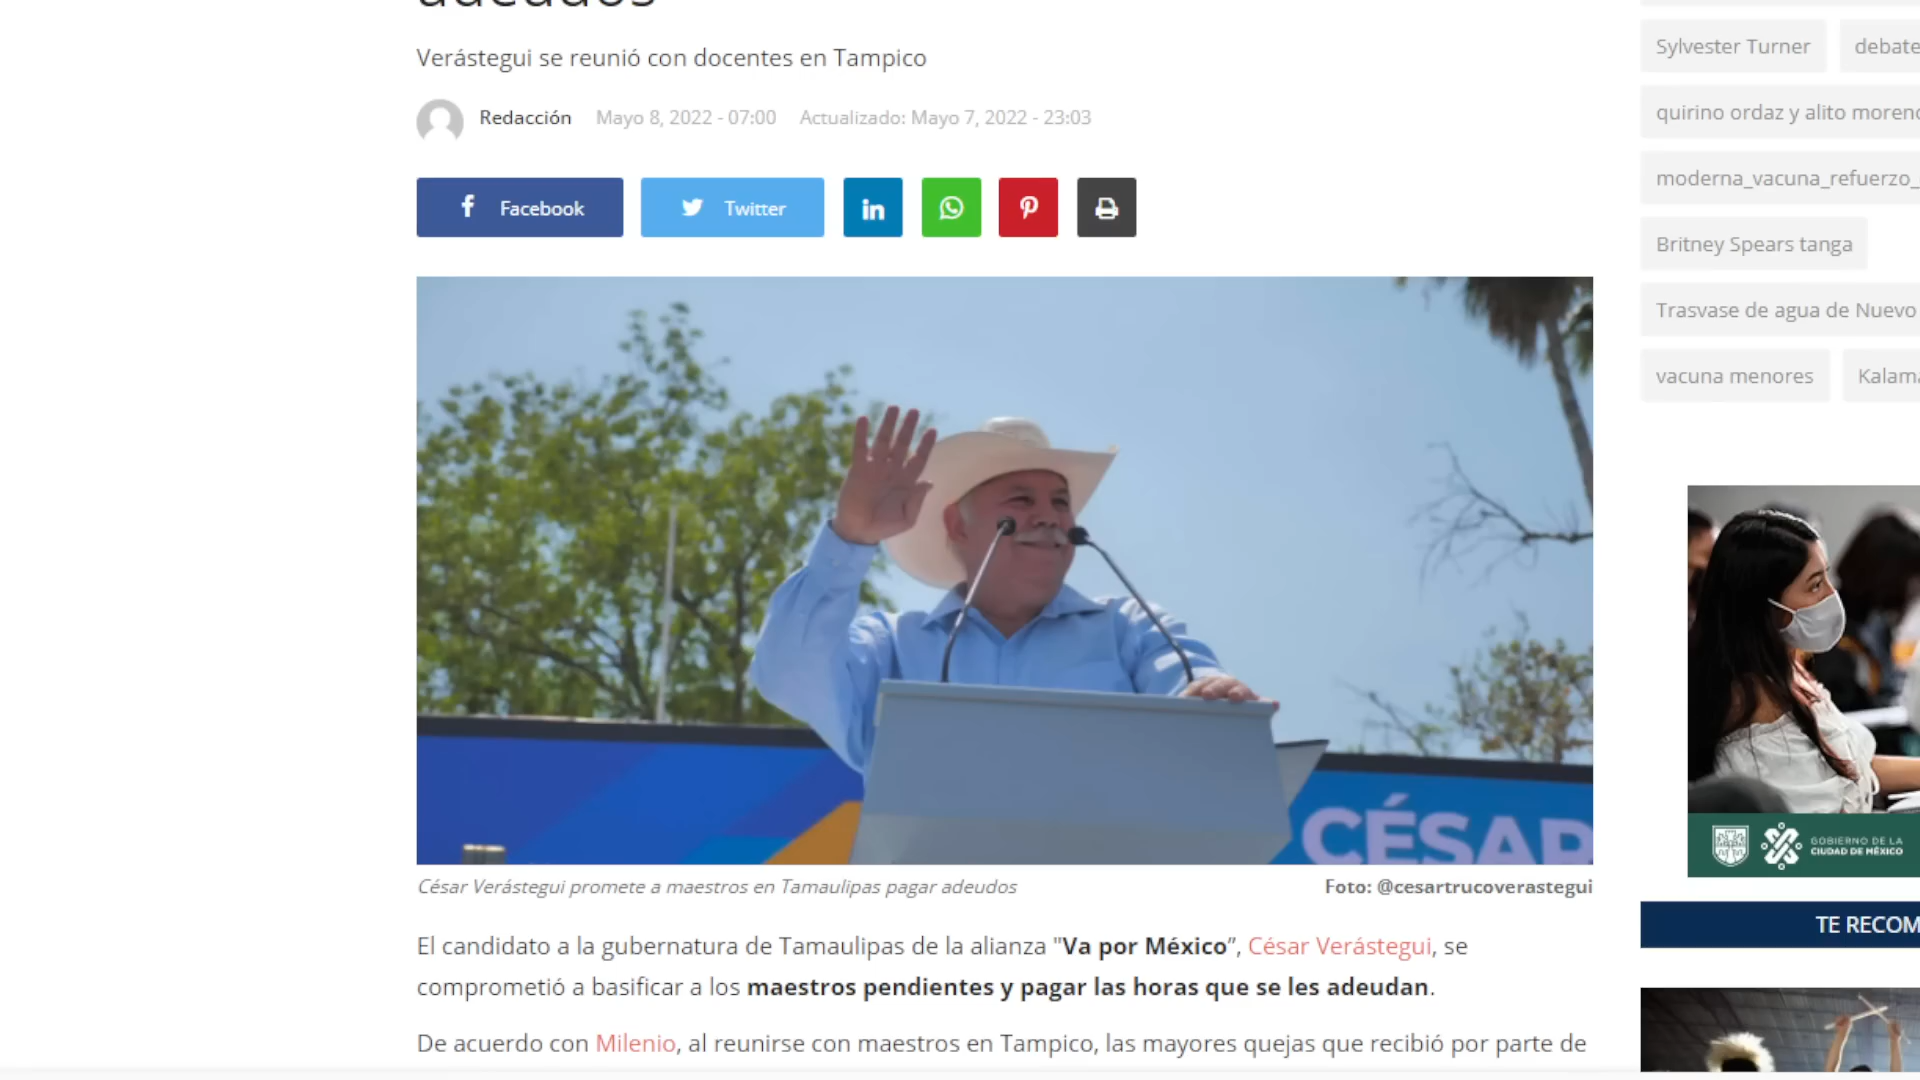 Verástegui se reunió con docentes en Tampico
Redacción Mayo 8, 2022 - 07:00 Actualizado: Mayo 7, 2022 - 23:03
Facebook Twitter
CÉSAR
César Verástegui promete a maestros en Tamaulipas pagar adeudos Foto: @cesartrucoverastegui
El candidato a la gubernatura de Tamaulipas de la alianza "Va por México”, César Verástegui, se
comprometió a basificar a los maestros pendientes y pagar las horas que se les adeudan.
De acuerdo con Milenio, al reunirse con maestros en Tampico, las mayores quejas que recibió por parte de
Sylvester Turner debate
quirino ordaz y alito moreno
moderna_vacuna_refuerzo_
Britney Spears tanga
Trasvase de agua de Nuevo
vacuna menores Kalama
GOBIERNO DE LA
CIUDAD DE MÉXICO
TE RECOM